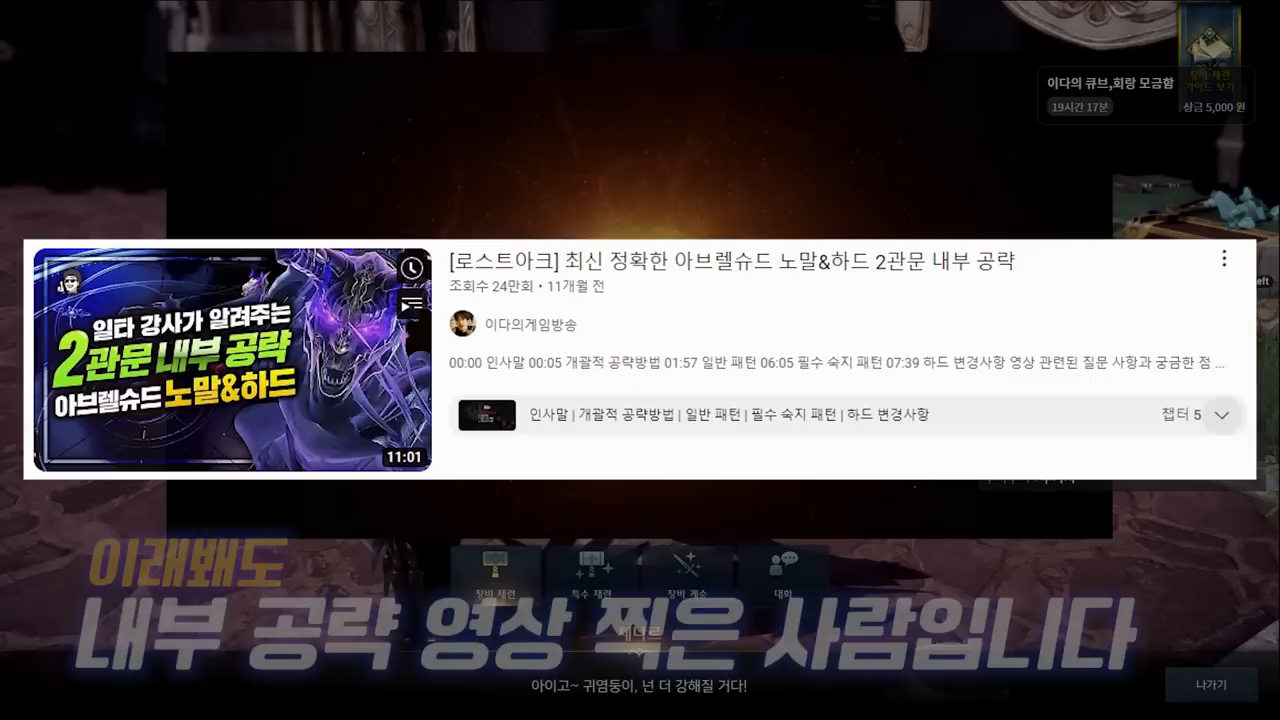 이다의 큐브,회랑 모금함
19시간 17분
상금 5,000 원
장비 재련
가이드 보기
[로스트아크] 최신 정확한 아브렐슈드 노말&하드 2관문 내부 공략
조회수 24만회 • 11개월 전
이다의게임방송
00:00 인사말 00:05 개괄적 공략방법 01:57 일반 패턴 06:05 필수 숙지 패턴 07:39 하드 변경사항 영상 관련된 질문 사항과 궁금한 점 ...
인사말 | 개괄적 공략방법 | 일반 패턴 | 필수 숙지 패턴 | 하드 변경사항
챕터 5
일타 강사가 알려주는
2관문 내부 공략
아브렐슈드 노말&하드
11:01
이래봬도
장비 재련
특수 재련
장비 계승
대화
내부 공략 영상 찍은 사람입니다
아이고~ 귀염둥이, 넌 더 강해질 거다!
나가기